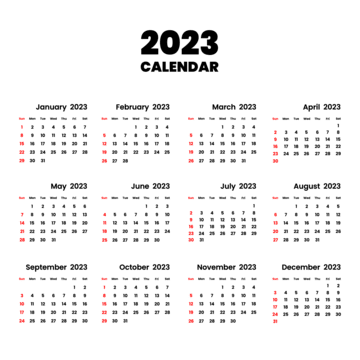 2023
CALENDAR
January 2023
Sun Mon Tue Wed Thu Fri Sat
1 2 3 4 5 6 7
8 9 10 11 12 13 14
15 16 17 18 19 20 21
22 23 24 25 26 27 28
29 30 31
February 2023
Sun Mon Tue Wed Thu Fri Sat
1 2 3 4
5 6 7 8 9 10 11
12 13 14 15 16 17 18
19 20 21 22 23 24 25
26 27 28
March 2023
Sun Mon Tue Wed Thu Fri Sat
1 2 3 4
5 6 7 8 9 10 11
12 13 14 15 16 17 18
19 20 21 22 23 24 25
26 27 28 29 30 31
April 2023
Sun Mon Tue Wed Thu Fri Sat
1
2 3 4 5 6 7 8
9 10 11 12 13 14 15
16 17 18 19 20 21 22
23 24 25 26 27 28 29
30
May 2023
Sun Mon Tue Wed Thu Fri Sat
1 2 3 4 5 6
7 8 9 10 11 12 13
14 15 16 17 18 19 20
21 22 23 24 25 26 27
28 29 30 31
June 2023
Sun Mon Tue Wed Thu Fri Sat
1 2 3
4 5 6 7 8 9 10
11 12 13 14 15 16 17
18 19 20 21 22 23 24
25 26 27 28 29 30
July 2023
Sun Mon Tue Wed Thu Fri Sat
1
2 3 4 5 6 7 8
9 10 11 12 13 14 15
16 17 18 19 20 21 22
23 24 25 26 27 28 29
30 31
August 2023
Sun Mon Tue Wed Thu Fri Sat
1 2 3 4 5
6 7 8 9 10 11 12
13 14 15 16 17 18 19
20 21 22 23 24 25 26
27 28 29 30 31
September 2023
Sun Mon Tue Wed Thu Fri Sat
1 2
3 4 5 6 7 8 9
10 11 12 13 14 15 16
17 18 19 20 21 22 23
24 25 26 27 28 29 30
October 2023
Sun Mon Tue Wed Thu Fri Sat
1 2 3 4 5 6 7
8 9 10 11 12 13 14
15 16 17 18 19 20 21
22 23 24 25 26 27 28
29 30 31
November 2023
Sun Mon Tue Wed Thu Fri Sat
1 2 3 4
5 6 7 8 9 10 11
12 13 14 15 16 17 18
19 20 21 22 23 24 25
26 27 28 29 30
December 2023
Sun Mon Tue Wed Thu Fri Sat
1 2
3 4 5 6 7 8 9
10 11 12 13 14 15 16
17 18 19 20 21 22 23
24 25 26 27 28 29 30
31